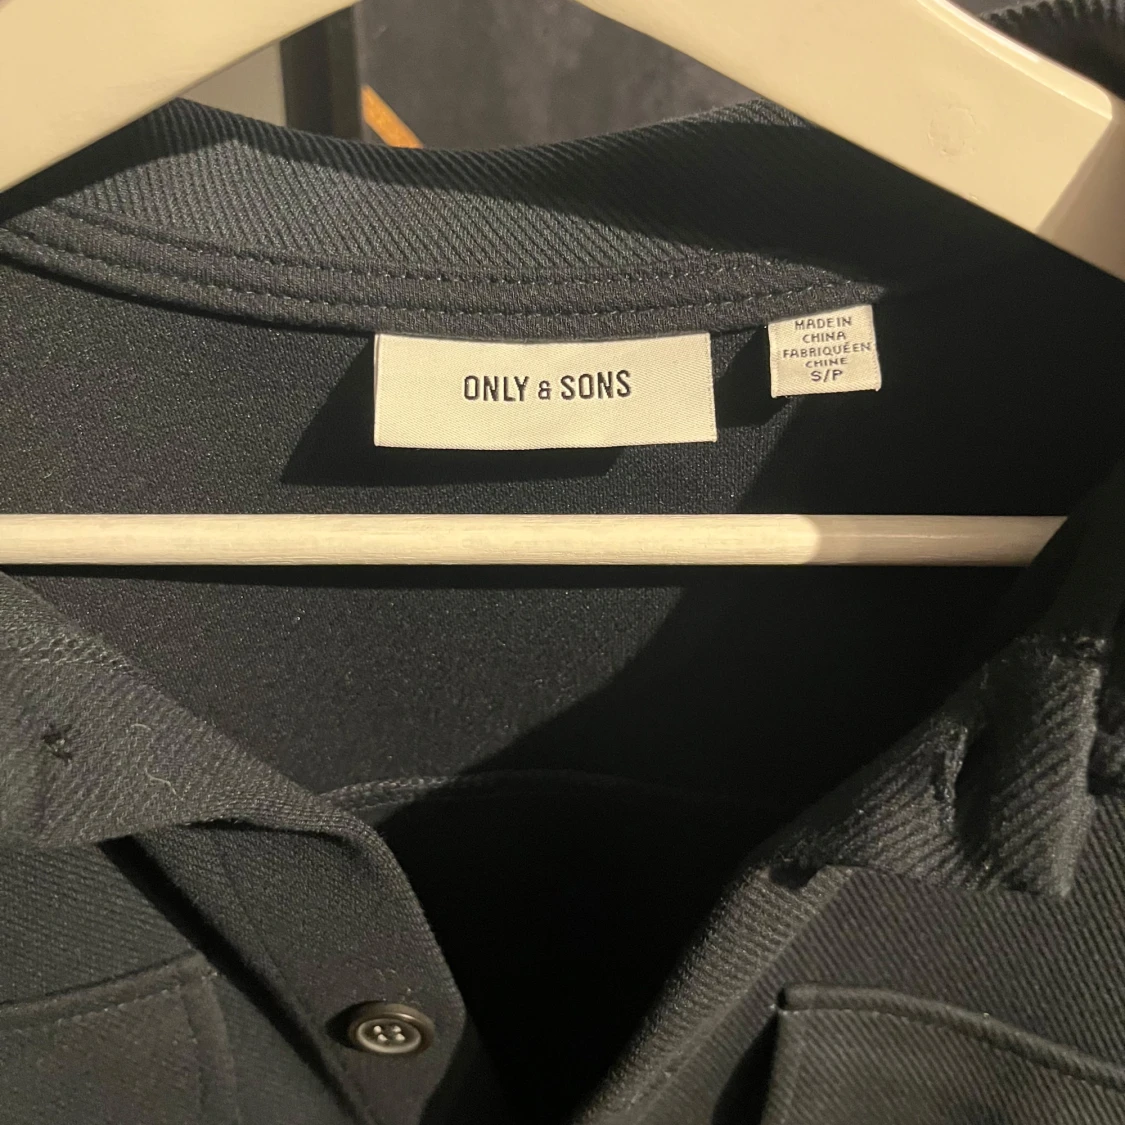 ONLY & SONS
MADE IN
CHINA
FABRIQUÉ EN
CHINE
S/P